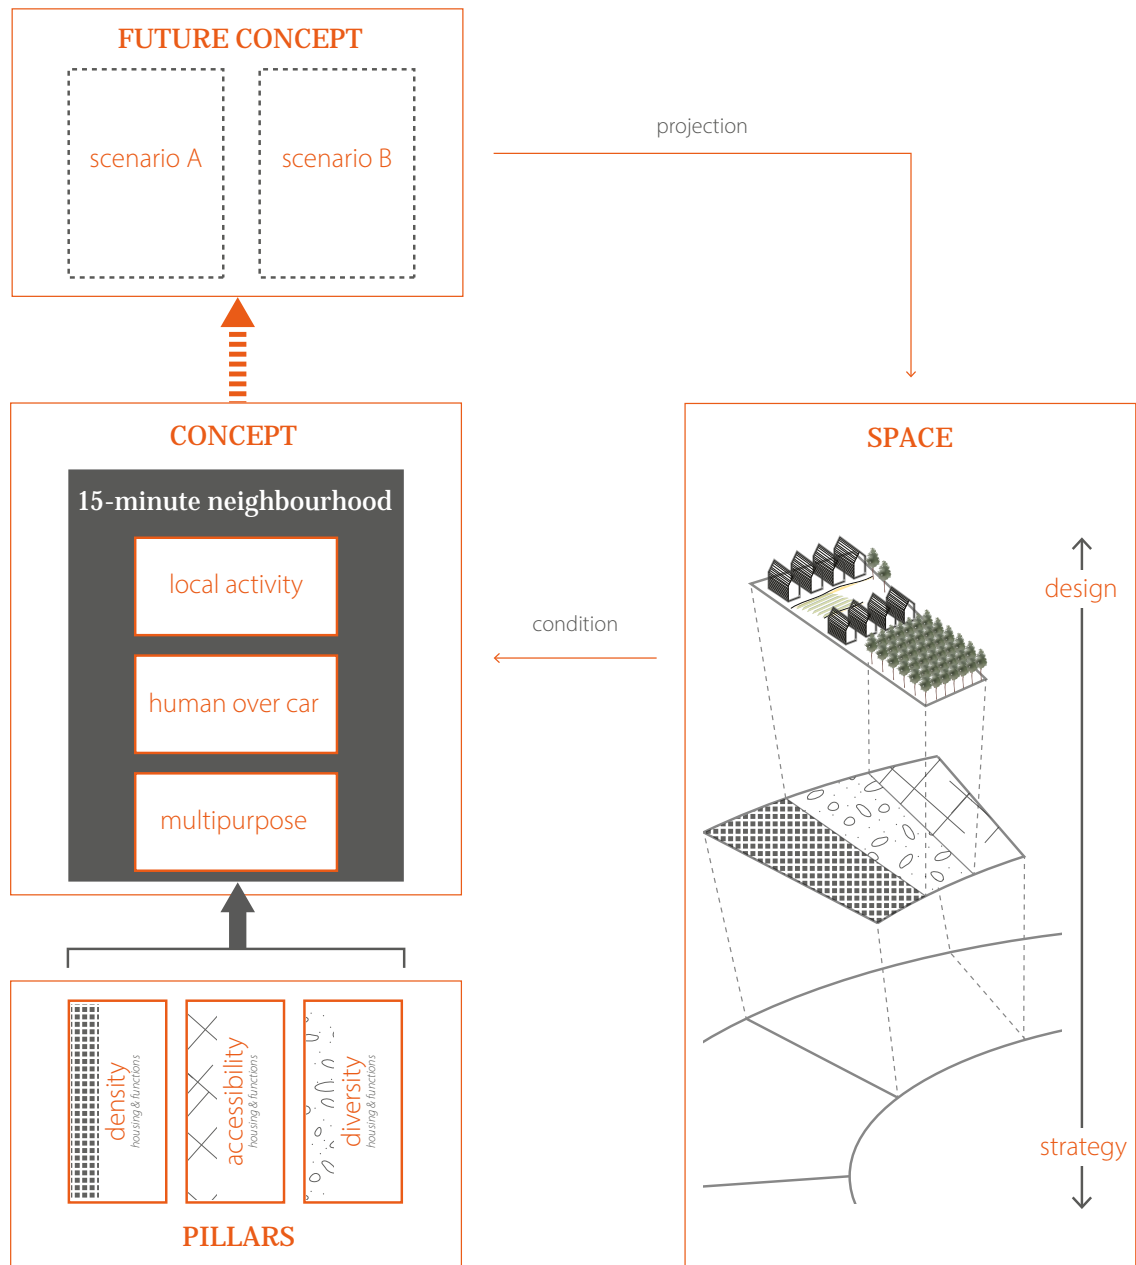 FUTURE CONCEPT
scenario A
scenario B
projection
CONCEPT
15-minute neighbourhood
local activity
human over car
multipurpose
condition
SPACE
design
strategy
density
housing & functions
accessibility
housing & functions
diversity
housing & functions
PILLARS